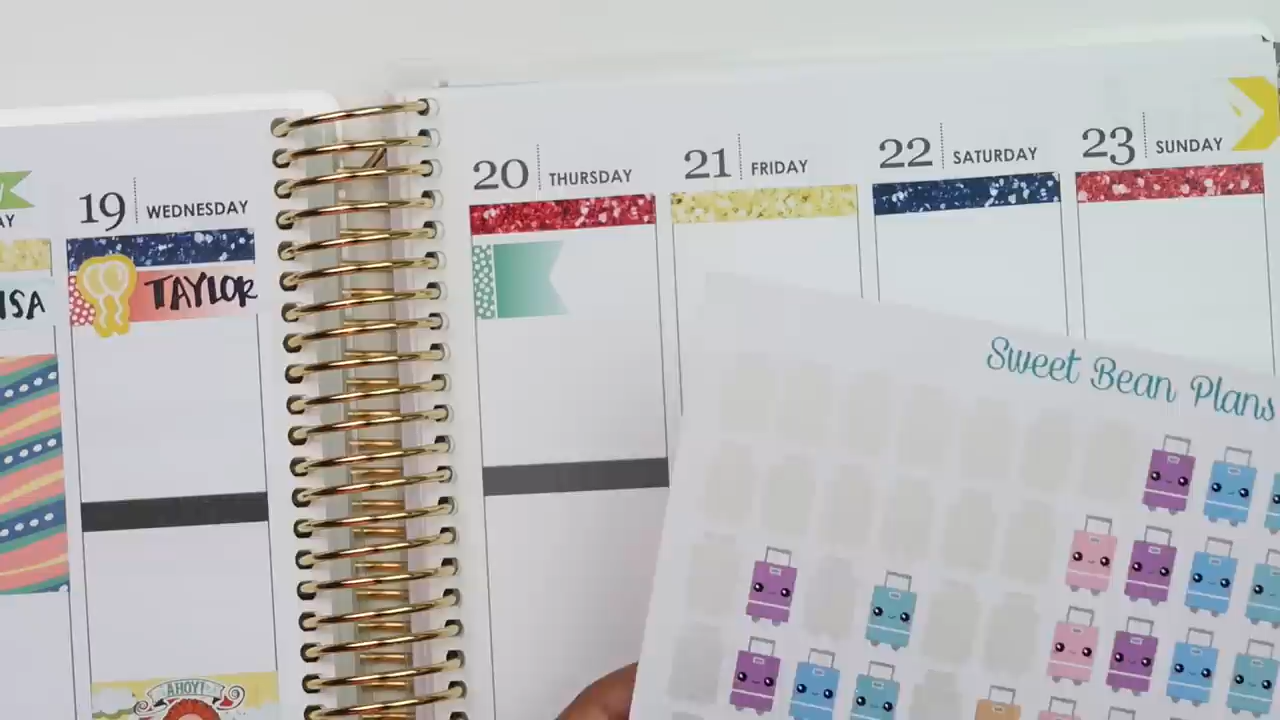 19 WEDNESDAY
TAYLOR
20 THURSDAY
21 FRIDAY
22 SATURDAY
23 SUNDAY
Sweet Bean Plans
AHOY!